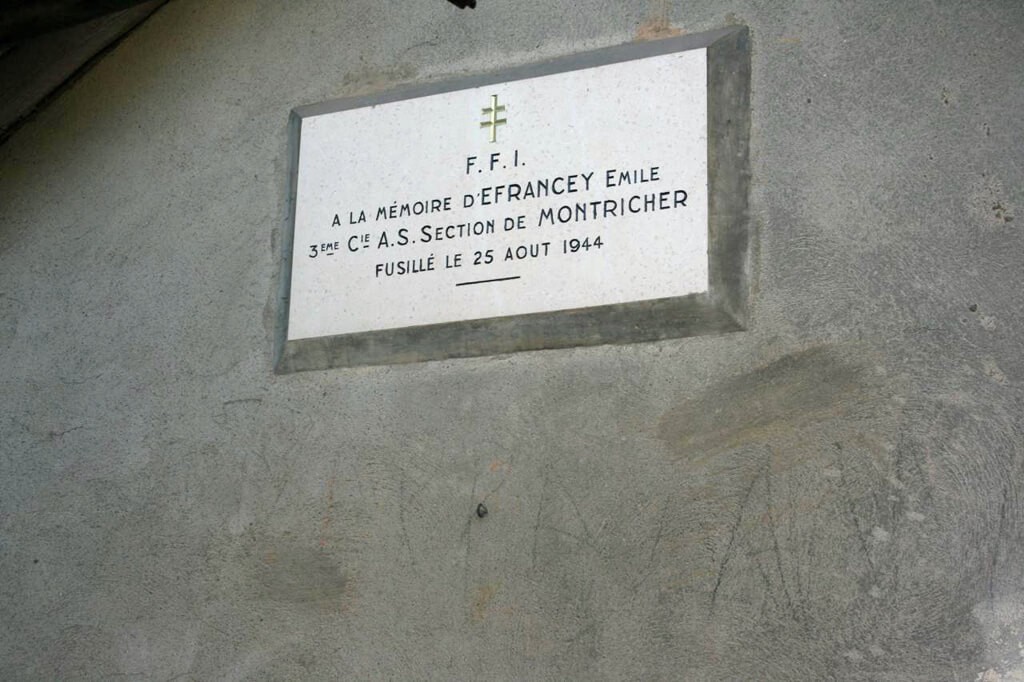 F. F. I.
A LA MÉMOIRE D'EFRANCEY EMILE
3EME CIE A.S. SECTION DE MONTRICHER
FUSILLÉ LE 25 AOUT 1944